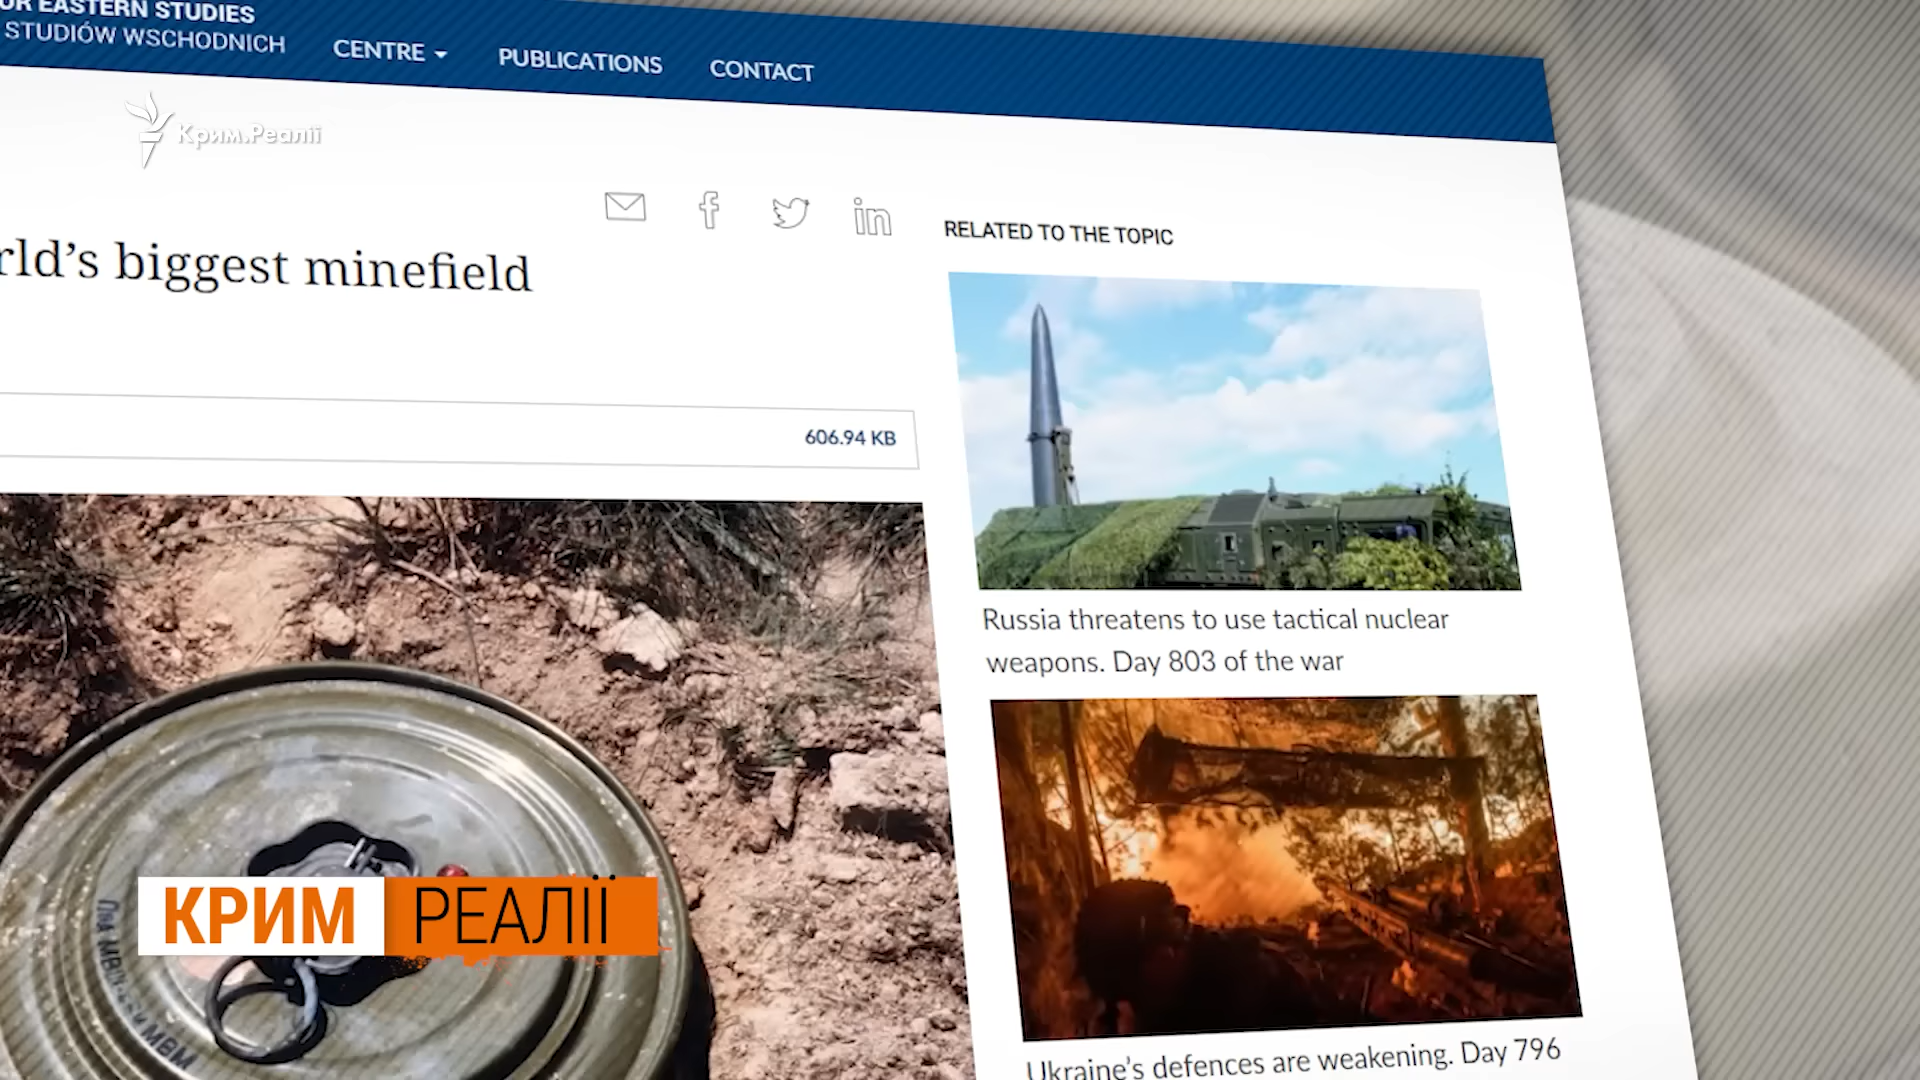 UR EASTERN STUDIES
STUDIÓW WSCHODNICH
CENTRE
PUBLICATIONS
CONTACT
Крим.Реалії
rld's biggest minefield
RELATED TO THE TOPIC
606.94 KB
Russia threatens to use tactical nuclear
weapons. Day 803 of the war
КРИМ РЕАЛІЇ
Ukraine's defences are weakening. Day 796